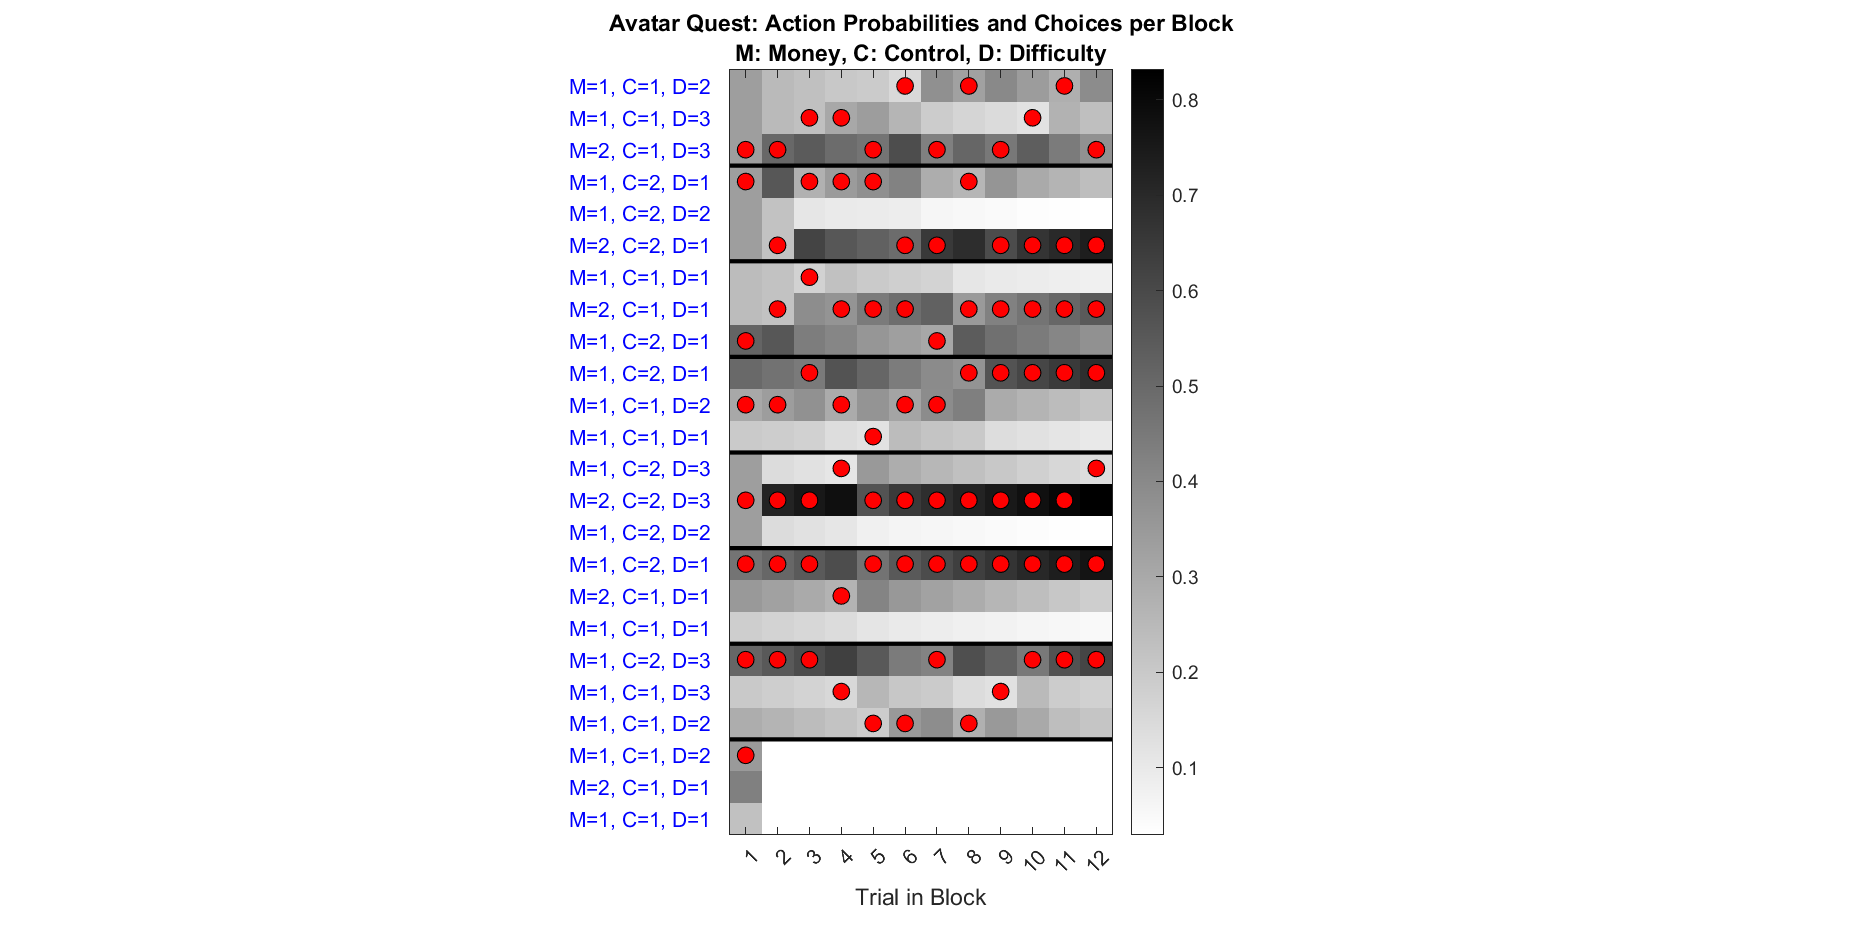 Avatar Quest: Action Probabilities and Choices per Block
M: Money, C: Control, D: Difficulty
M=1, C=1, D=2
M=1, C=1, D=3
M=2, C=1, D=3
M=1, C=2, D=1
M=1, C=2, D=2
M=2, C=2, D=1
M=1, C=1, D=1
M=2, C=1, D=1
M=1, C=2, D=1
M=1, C=2, D=1
M=1, C=1, D=2
M=1, C=1, D=1
M=1, C=2, D=3
M=2, C=2, D=3
M=1, C=2, D=2
M=1, C=2, D=1
M=2, C=1, D=1
M=1, C=1, D=1
M=1, C=2, D=3
M=1, C=1, D=3
M=1, C=1, D=2
M=1, C=1, D=2
M=2, C=1, D=1
M=1, C=1, D=1
0.8
0.7
0.6
0.5
0.4
0.3
0.2
0.1
1 2 3 4 5 6 7 8 9 10 11 12
Trial in Block